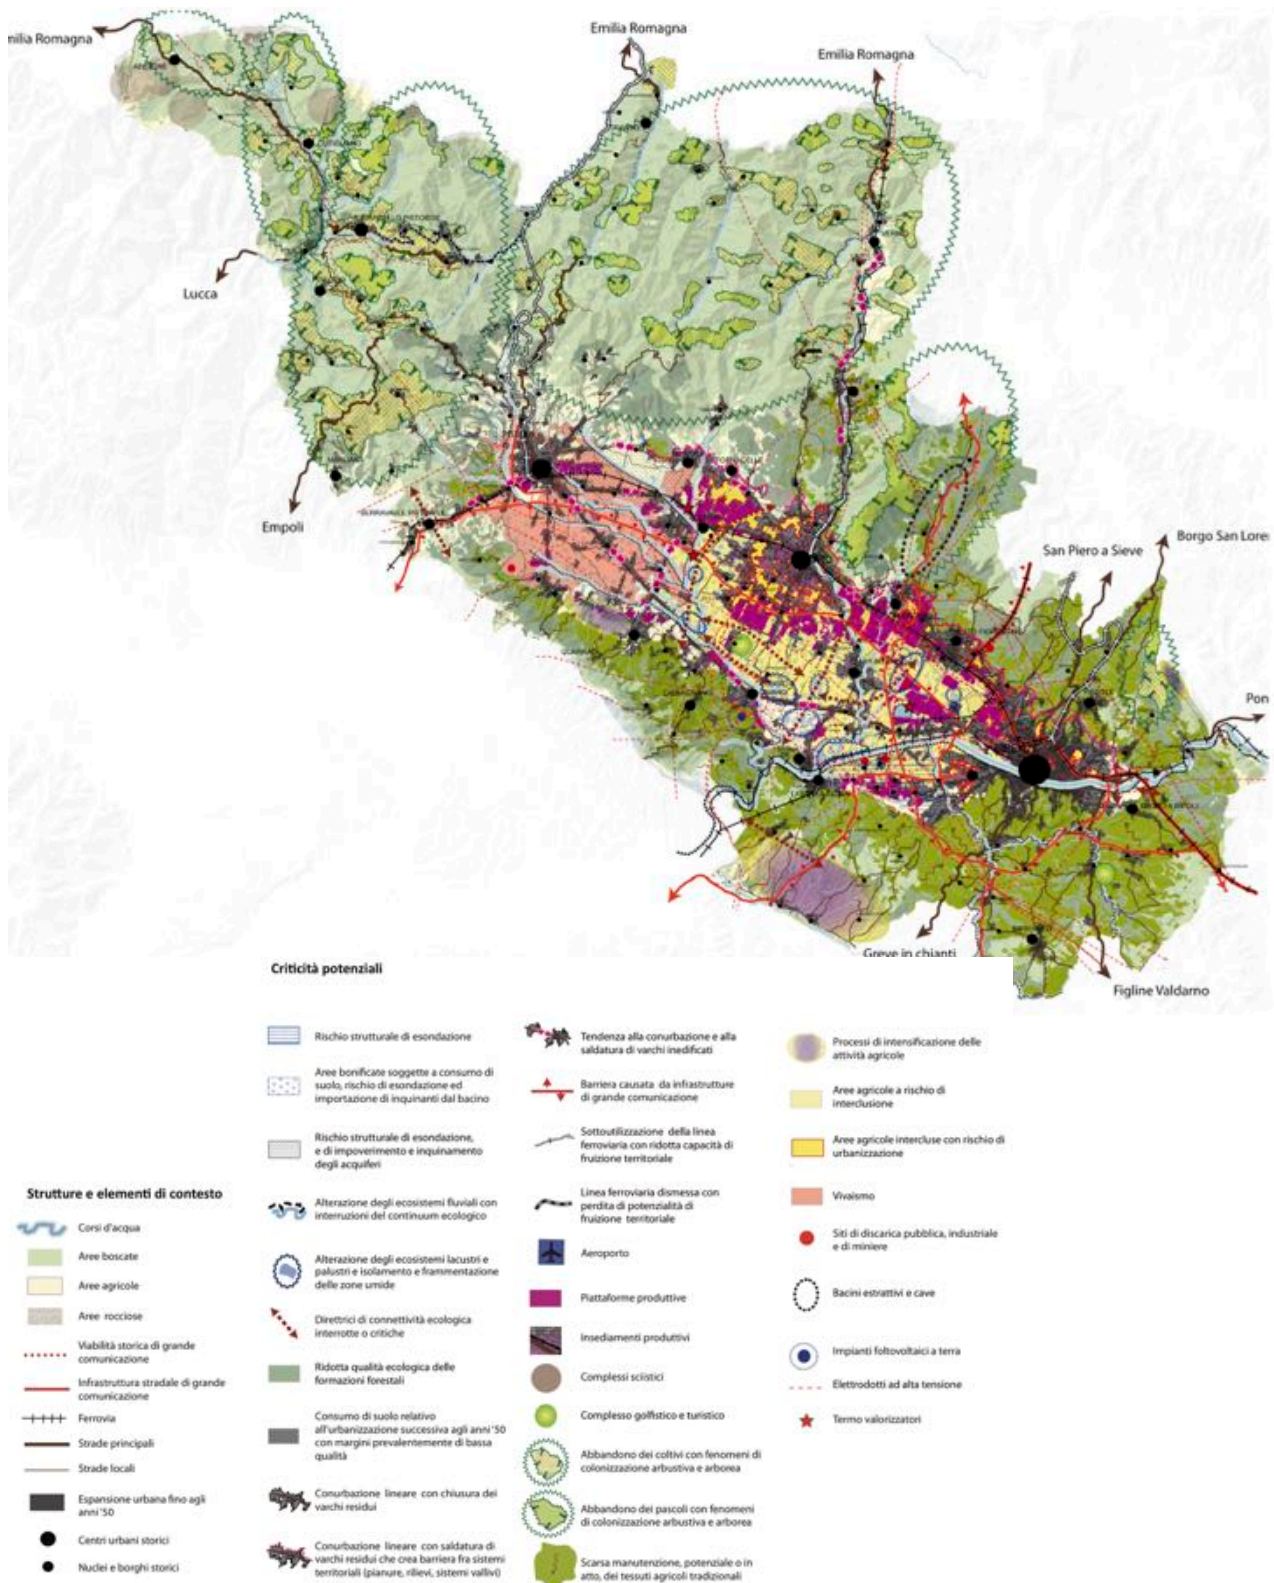 Emilia Romagna
milia Romagna
Emilia Romagna
Lucca
Empoli
San Piero a Sieve
Borgo San Lore
Pon
Greve in chianti
Figline Valdarno
Criticità potenziali
Rischio strutturale di esondazione
Aree bonificate soggette a consumo di
suolo, rischio di esondazione ed
importazione di inquinanti dal bacino
Rischio strutturale di esondazione,
e di impoverimento e inquinamento
degli acquiferi
Alterazione degli ecosistemi fluviali con
interruzioni del continuum ecologico
Alterazione degli ecosistemi lacustri e
palustri e isolamento e frammentazione
delle zone umide
Direttrici di connettività ecologica
interrotte o critiche
Ridotta qualità ecologica delle
formazioni forestali
Consumo di suolo relativo
all'urbanizzazione successiva agli anni '50
con margini prevalentemente di bassa
qualità
Conurbazione lineare con chiusura dei
varchi residui
Conurbazione lineare con saldatura di
varchi residui che crea barriera fra sistemi
territoriali (pianure, rilievi, sistemi vallivi)
Tendenza alla conurbazione e alla
saldatura di varchi inedificati
Barriera causata da infrastrutture
di grande comunicazione
Sottoutilizzazione della linea
ferroviaria con ridotta capacità di
fruizione territoriale
Linea ferroviaria dismessa con
perdita di potenzialità di
fruizione territoriale
Aeroporto
Piattaforme produttive
Insediamenti produttivi
Complessi sciistici
Complesso golfistico e turistico
Abbandono dei coltivi con fenomeni di
colonizzazione arbustiva e arborea
Abbandono dei pascoli con fenomeni
di colonizzazione arbustiva e arborea
Scarsa manutenzione, potenziale o in
atto, dei tessuti agricoli tradizionali
Processi di intensificazione delle
attività agricole
Aree agricole a rischio di
interclusione
Aree agricole intercluse con rischio di
urbanizzazione
Vivaismo
Siti di discarica pubblica, industriale
e di miniere
Bacini estrattivi e cave
Impianti foltovoltaici a terra
Elettrodotti ad alta tensione
Termo valorizzatori
Strutture e elementi di contesto
Corsi d'acqua
Aree boscate
Aree agricole
Aree rocciose
Viabilità storica di grande
comunicazione
Infrastruttura stradale di grande
comunicazione
Ferrovia
Strade principali
Strade locali
Espansione urbana fino agli
anni '50
Centri urbani storici
Nuclei e borghi storici